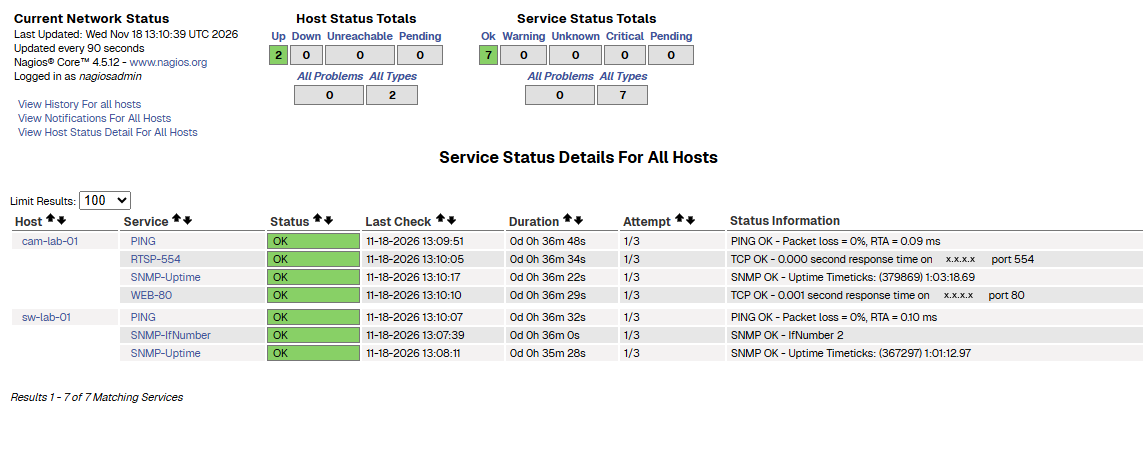 Current Network Status
Last Updated: Wed Nov 18 13:10:39 UTC 2026
Updated every 90 seconds
Nagios® Core™ 4.5.12 - www.nagios.org
Logged in as nagiosadmin
View History For all hosts
View Notifications For All Hosts
View Host Status Detail For All Hosts
Host Status Totals
Up Down Unreachable Pending
2 0 0 0
All Problems All Types
0 2
Service Status Totals
Ok Warning Unknown Critical Pending
7 0 0 0 0
All Problems All Types
0 7
Service Status Details For All Hosts
Limit Results: 100
Host Service Status Last Check Duration Attempt Status Information
cam-lab-01 PING OK 11-18-2026 13:09:51 0d 0h 36m 48s 1/3 PING OK - Packet loss = 0%, RTA = 0.09 ms
RTSP-554 OK 11-18-2026 13:10:05 0d 0h 36m 34s 1/3 TCP OK - 0.000 second response time on x.x.x.x port 554
SNMP-Uptime OK 11-18-2026 13:10:17 0d 0h 36m 22s 1/3 SNMP OK - Uptime Timeticks: (379869) 1:03:18.69
WEB-80 OK 11-18-2026 13:10:10 0d 0h 36m 29s 1/3 TCP OK - 0.001 second response time on x.x.x.x port 80
sw-lab-01 PING OK 11-18-2026 13:10:07 0d 0h 36m 32s 1/3 PING OK - Packet loss = 0%, RTA = 0.10 ms
SNMP-IfNumber OK 11-18-2026 13:07:39 0d 0h 36m 0s 1/3 SNMP OK - IfNumber 2
SNMP-Uptime OK 11-18-2026 13:08:11 0d 0h 35m 28s 1/3 SNMP OK - Uptime Timeticks: (367297) 1:01:12.97
Results 1 - 7 of 7 Matching Services